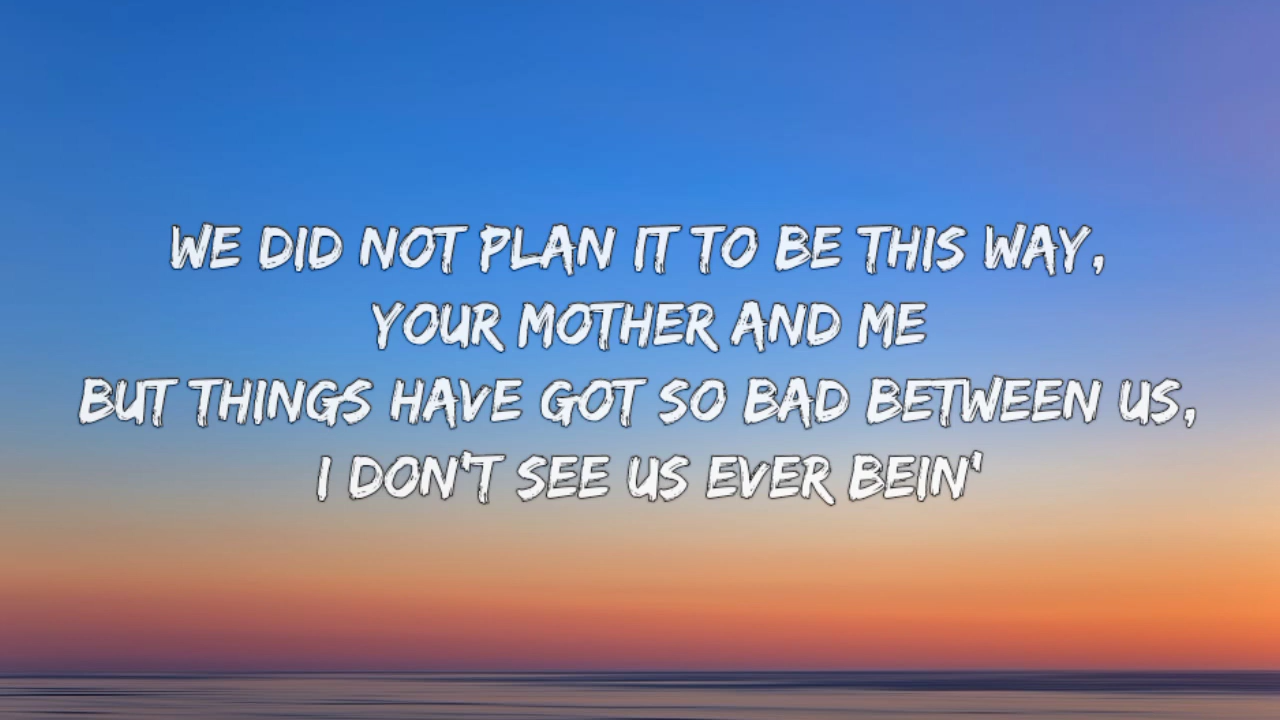 WE DID NOT PLAN IT TO BE THIS WAY,
YOUR MOTHER AND ME
BUT THINGS HAVE GOT SO BAD BETWEEN US,
I DON'T SEE US EVER BEIN'